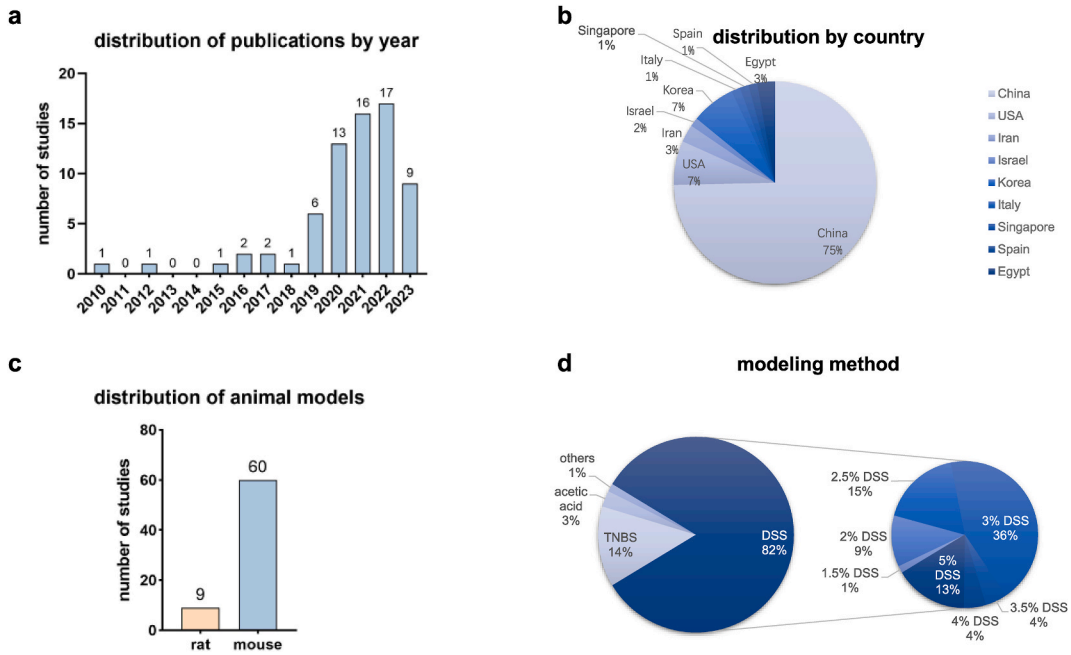 a
distribution of publications by year
number of studies
20
15
10
5
0
1
0
1
0
0
1
2
2
1
6
13
16
17
9
2010
2011
2012
2013
2014
2015
2016
2017
2018
2019
2020
2021
2022
2023
b
distribution by country
Singapore
1%
Spain
1%
Italy
1%
Egypt
3%
Korea
7%
Israel
2%
Iran
3%
USA
7%
China
75%
China
USA
Iran
Israel
Korea
Italy
Singapore
Spain
Egypt
c
distribution of animal models
number of studies
80
60
40
20
0
9
60
rat
mouse
d
modeling method
others
1%
acetic
acid
3%
TNBS
14%
DSS
82%
2.5% DSS
15%
3% DSS
36%
2% DSS
9%
5%
DSS
13%
1.5% DSS
1%
3.5% DSS
4%
4% DSS
4%